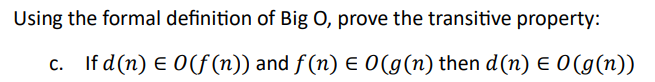 Using the formal definition of Big O, prove the transitive property:
c. If 𝑑(𝑛) ∈ 𝑂(𝑓(𝑛)) and 𝑓(𝑛) ∈ 𝑂(𝑔(𝑛) then 𝑑(𝑛) ∈ 𝑂(𝑔(𝑛))